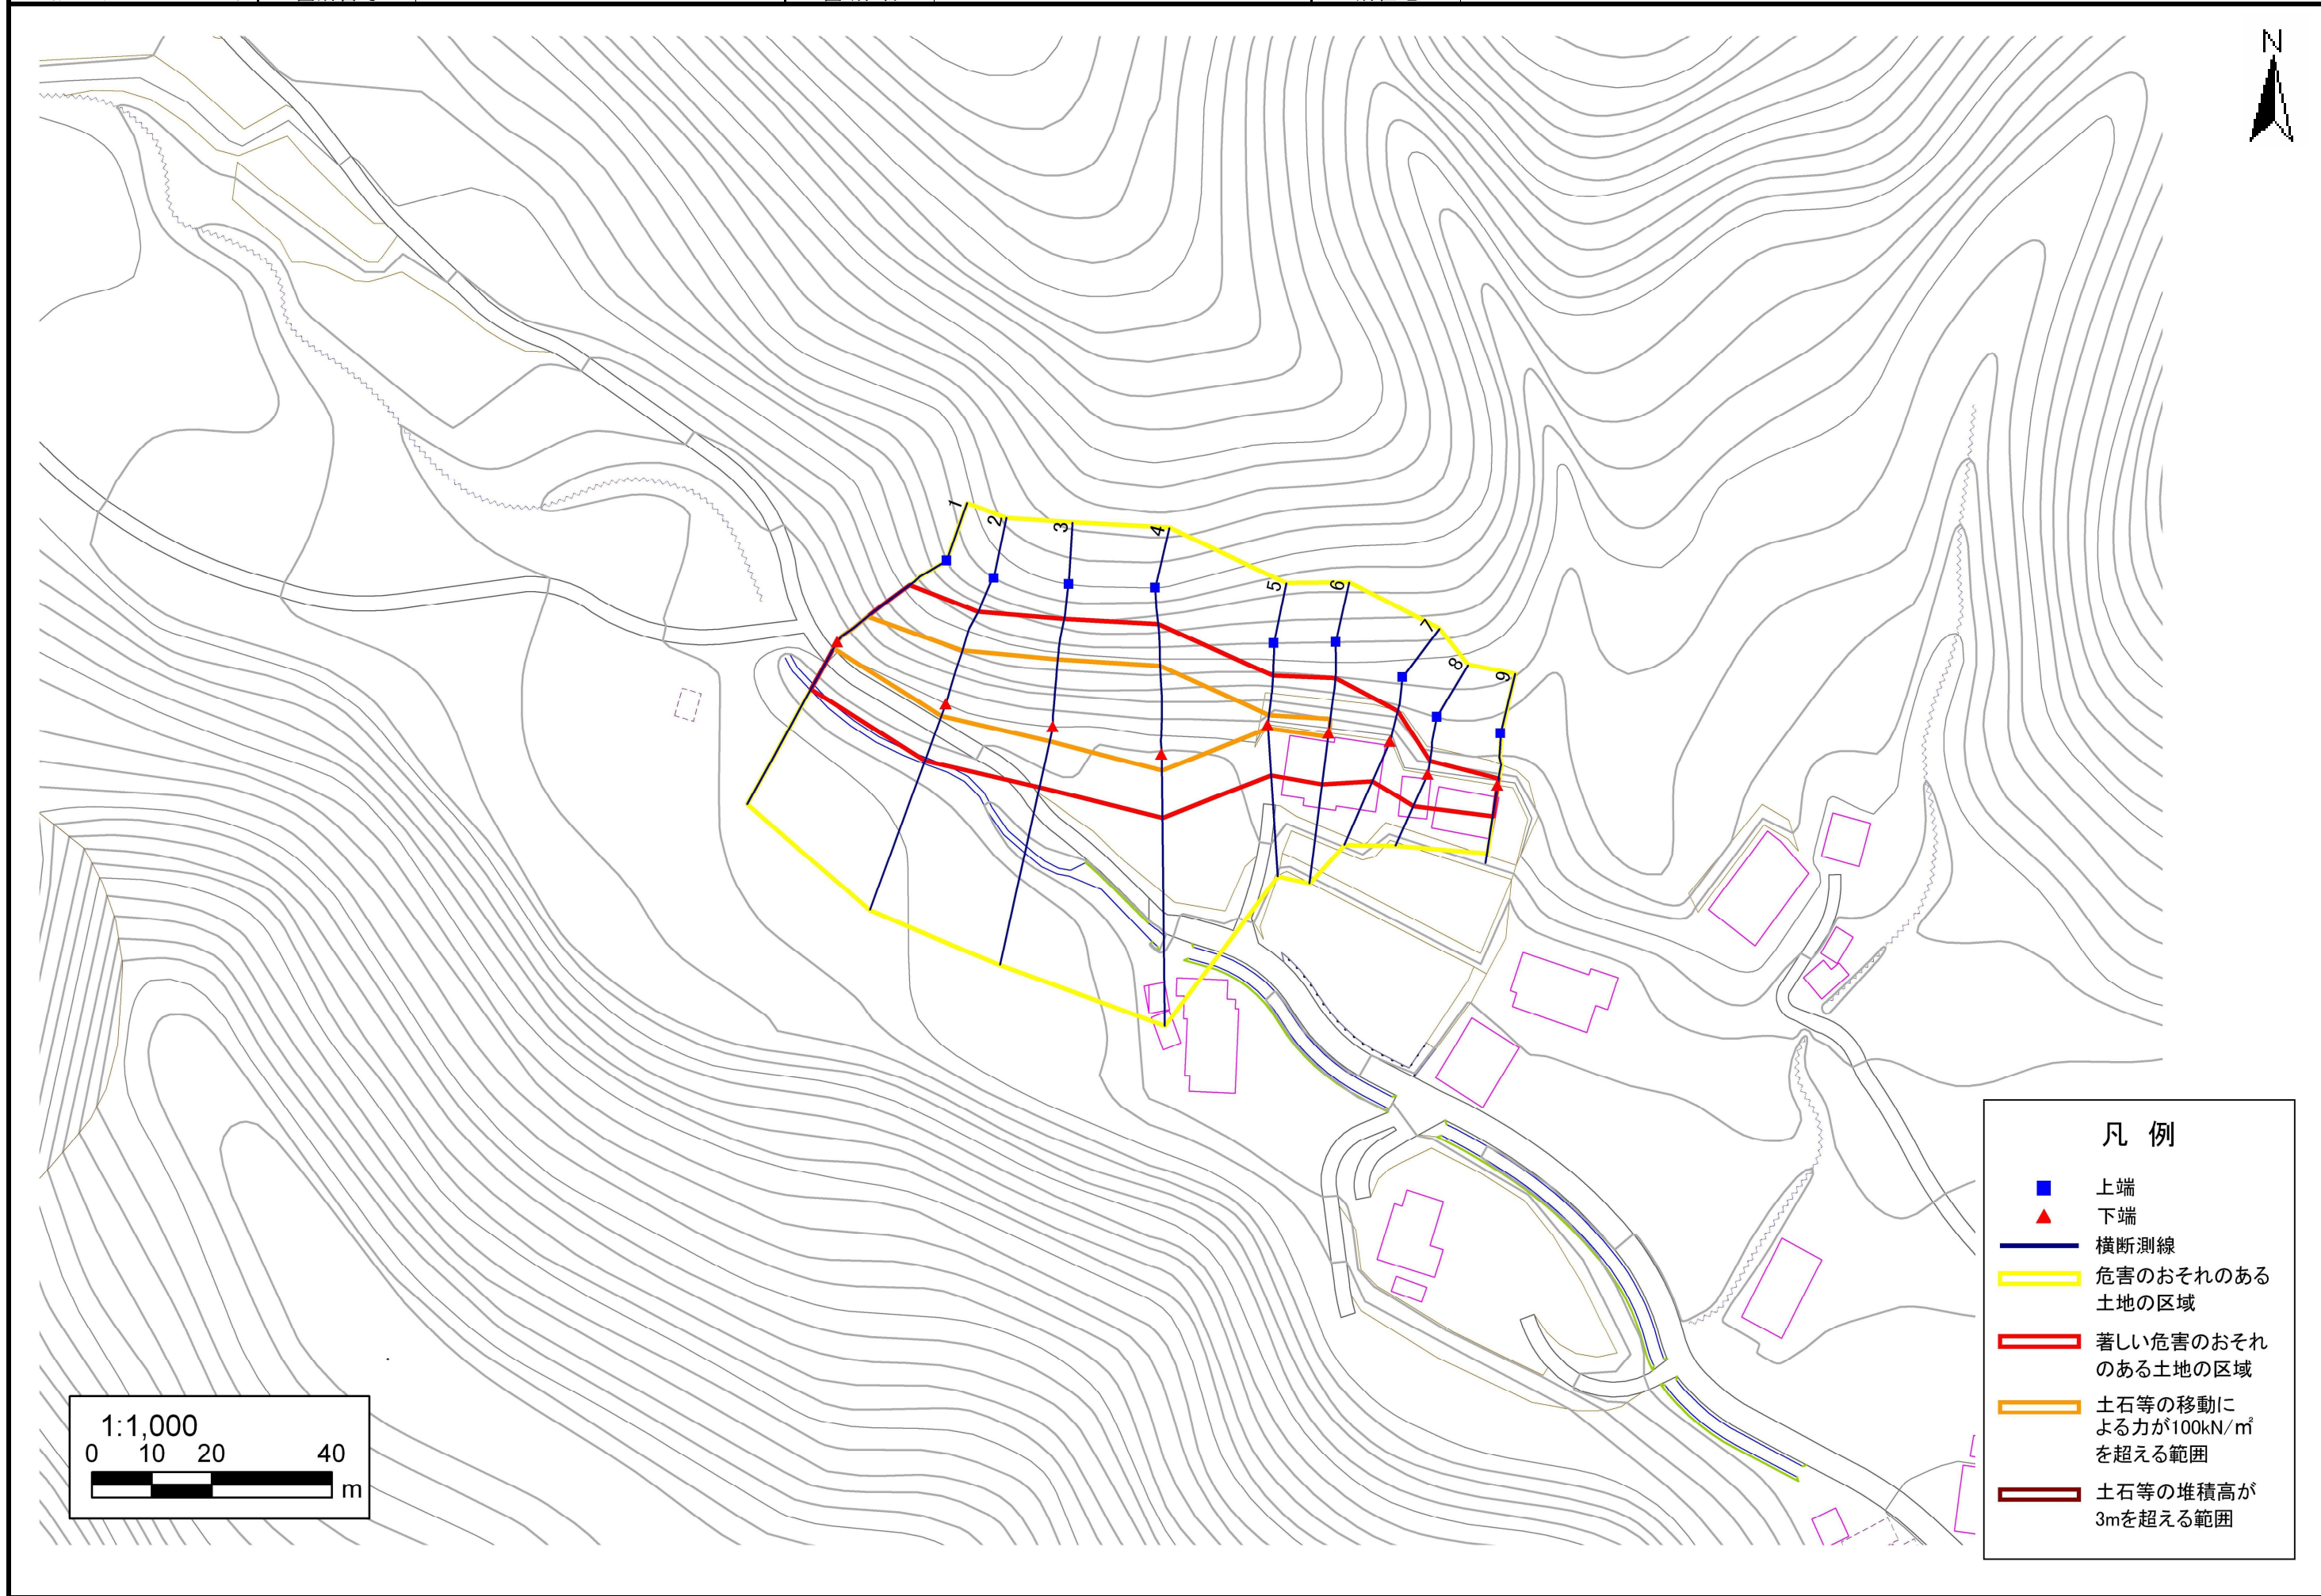 N
1
2
3
4
5
6
7
8
9
凡 例
上端
下端
横断測線
危害のおそれのある
土地の区域
著しい危害のおそれ
のある土地の区域
土石等の移動に
よる力が100kN/㎡
を超える範囲
土石等の堆積高が
3mを超える範囲
1:1,000
0 10 20 40
m